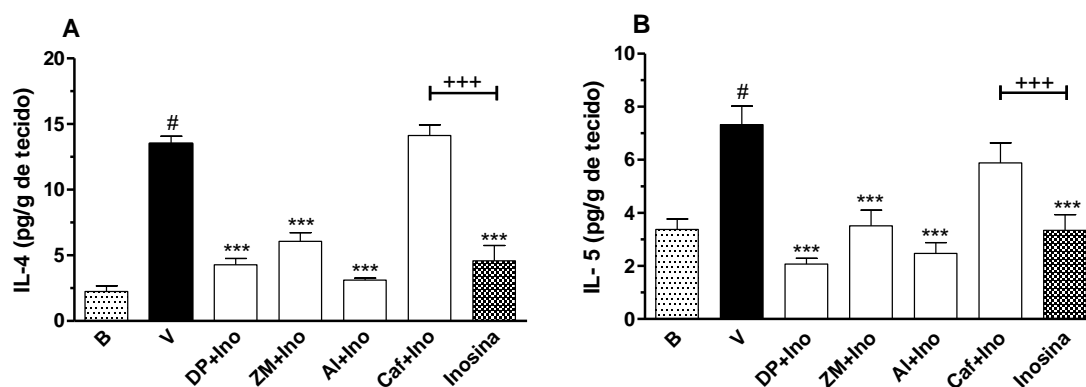 A
IL-4 (pg/g de tecido)
20
15
10
5
0
#
***
***
***
+++
***
B
V
DP+Ino
ZM+Ino
AI+Ino
Caf+Ino
Inosina
B
IL- 5 (pg/g de tecido)
10
8
6
4
2
0
#
***
***
***
+++
***
B
V
DP+Ino
ZM+Ino
AI+Ino
Caf+Ino
Inosina